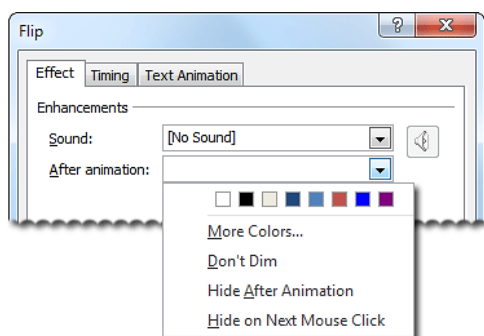 Flip
Effect Timing Text Animation
Enhancements
Sound: [No Sound]
After animation:
More Colors...
Don't Dim
Hide After Animation
Hide on Next Mouse Click